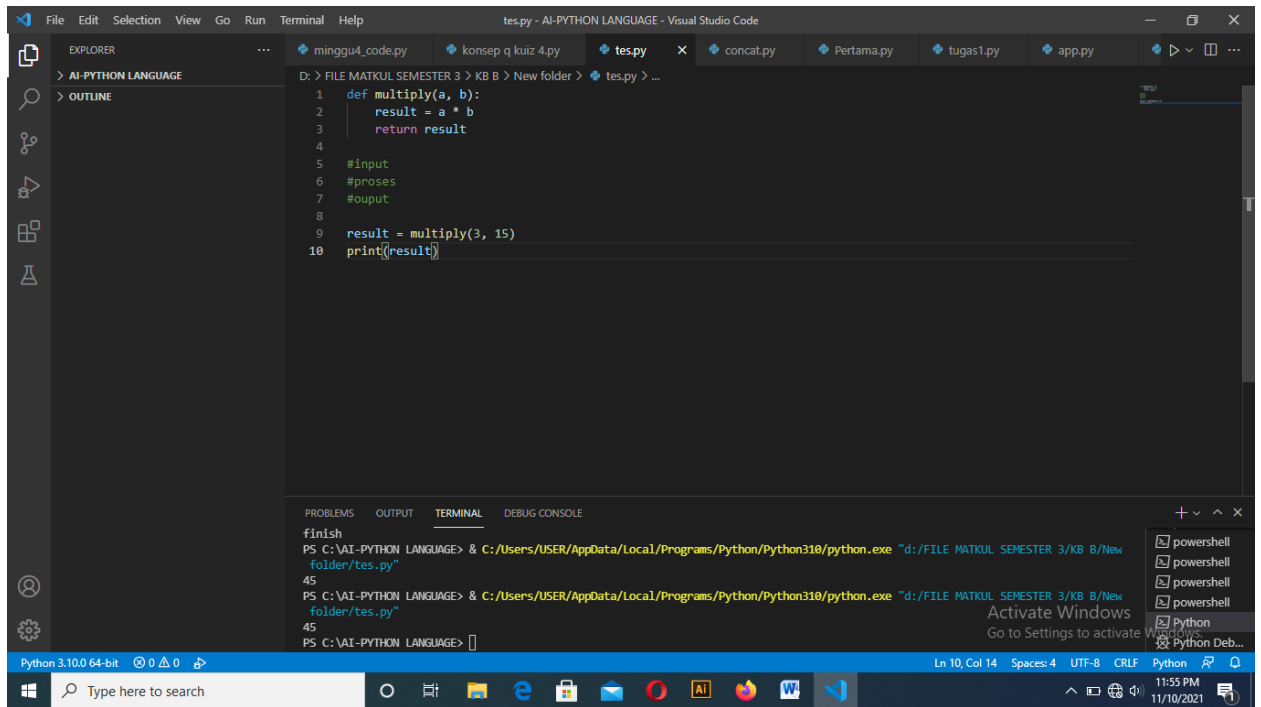 File Edit Selection View Go Run Terminal Help tes.py - AI-PYTHON LANGUAGE - Visual Studio Code
EXPLORER ···
minggu4_code.py konsep q kuiz 4.py tes.py concat.py Pertama.py tugas1.py app.py
> AI-PYTHON LANGUAGE
> OUTLINE
D: > FILE MATKUL SEMESTER 3 > KB B > New folder > tes.py > ...
1 def multiply(a, b):
2     result = a * b
3     return result
4
5 #input
6 #proses
7 #ouput
8
9 result = multiply(3, 15)
10 print(result)
PROBLEMS OUTPUT TERMINAL DEBUG CONSOLE
finish
PS C:\AI-PYTHON LANGUAGE> & C:/Users/USER/AppData/Local/Programs/Python/Python310/python.exe "d:/FILE MATKUL SEMESTER 3/KB B/New
folder/tes.py"
45
PS C:\AI-PYTHON LANGUAGE> & C:/Users/USER/AppData/Local/Programs/Python/Python310/python.exe "d:/FILE MATKUL SEMESTER 3/KB B/New
folder/tes.py"
45
PS C:\AI-PYTHON LANGUAGE>
powershell
powershell
powershell
powershell
Python
Python Deb...
Activate Windows
Go to Settings to activate Windows.
Python 3.10.0 64-bit 0 0 Ln 10, Col 14 Spaces: 4 UTF-8 CRLF Python
Type here to search
Ai
W
11:55 PM
11/10/2021
1